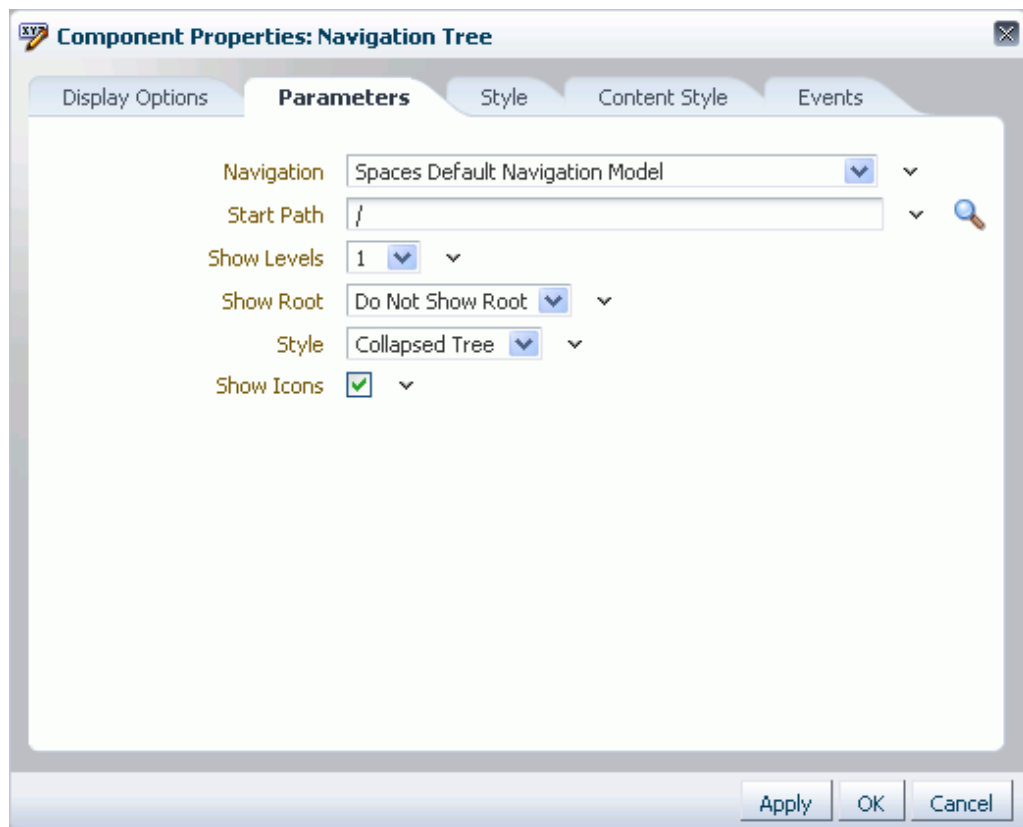 Component Properties: Navigation Tree
Display Options Parameters Style Content Style Events
Navigation Spaces Default Navigation Model
Start Path /
Show Levels 1
Show Root Do Not Show Root
Style Collapsed Tree
Show Icons
Apply OK Cancel